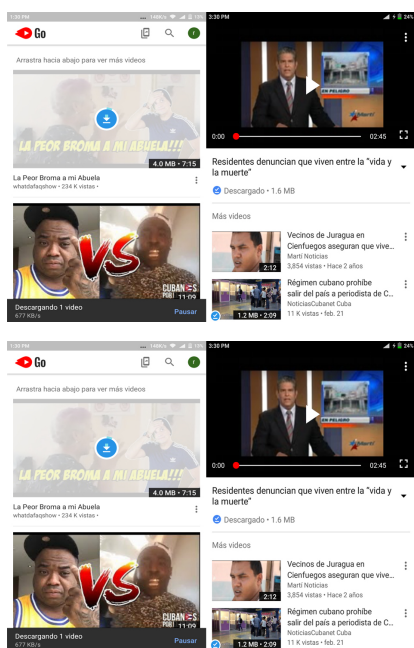 1:30 PM
Go
r
Arrastra hacia abajo para ver más videos
LA PEOR BROMA A MI ABUELA!!!
4.0 MB • 7:15
La Peor Broma a mi Abuela
whatdafaqshow • 234 K vistas •
VS
CUBAN
11:09
Descargando 1 video
677 KB/s
Pausar
3:30 PM
24%
EN PELIGRO
Martí
0:00
02:45
Residentes denuncian que viven entre la "vida y
la muerte"
Descargado • 1.6 MB
Más videos
2:12
Vecinos de Juragua en
Cienfuegos aseguran que vive...
Martí Noticias
3,854 vistas • Hace 2 años
1.2 MB • 2:09
Régimen cubano prohíbe
salir del país a periodista de C...
NoticiasCubanet Cuba
11 K vistas • feb. 21
1:30 PM
Go
r
Arrastra hacia abajo para ver más videos
LA PEOR BROMA A MI ABUELA!!!
4.0 MB • 7:15
La Peor Broma a mi Abuela
whatdafaqshow • 234 K vistas •
VS
CUBAN
11:09
Descargando 1 video
677 KB/s
Pausar
3:30 PM
24%
EN PELIGRO
Martí
0:00
02:45
Residentes denuncian que viven entre la "vida y
la muerte"
Descargado • 1.6 MB
Más videos
2:12
Vecinos de Juragua en
Cienfuegos aseguran que vive...
Martí Noticias
3,854 vistas • Hace 2 años
1.2 MB • 2:09
Régimen cubano prohíbe
salir del país a periodista de C...
NoticiasCubanet Cuba
11 K vistas • feb. 21